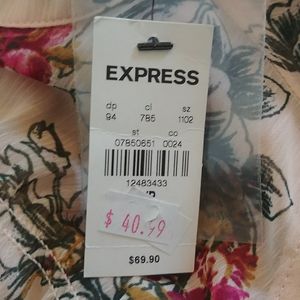 EXPRESS
dp cl sz
94 785 1102
st co
07850651 0024
12483433
$ 40.99
$69.90